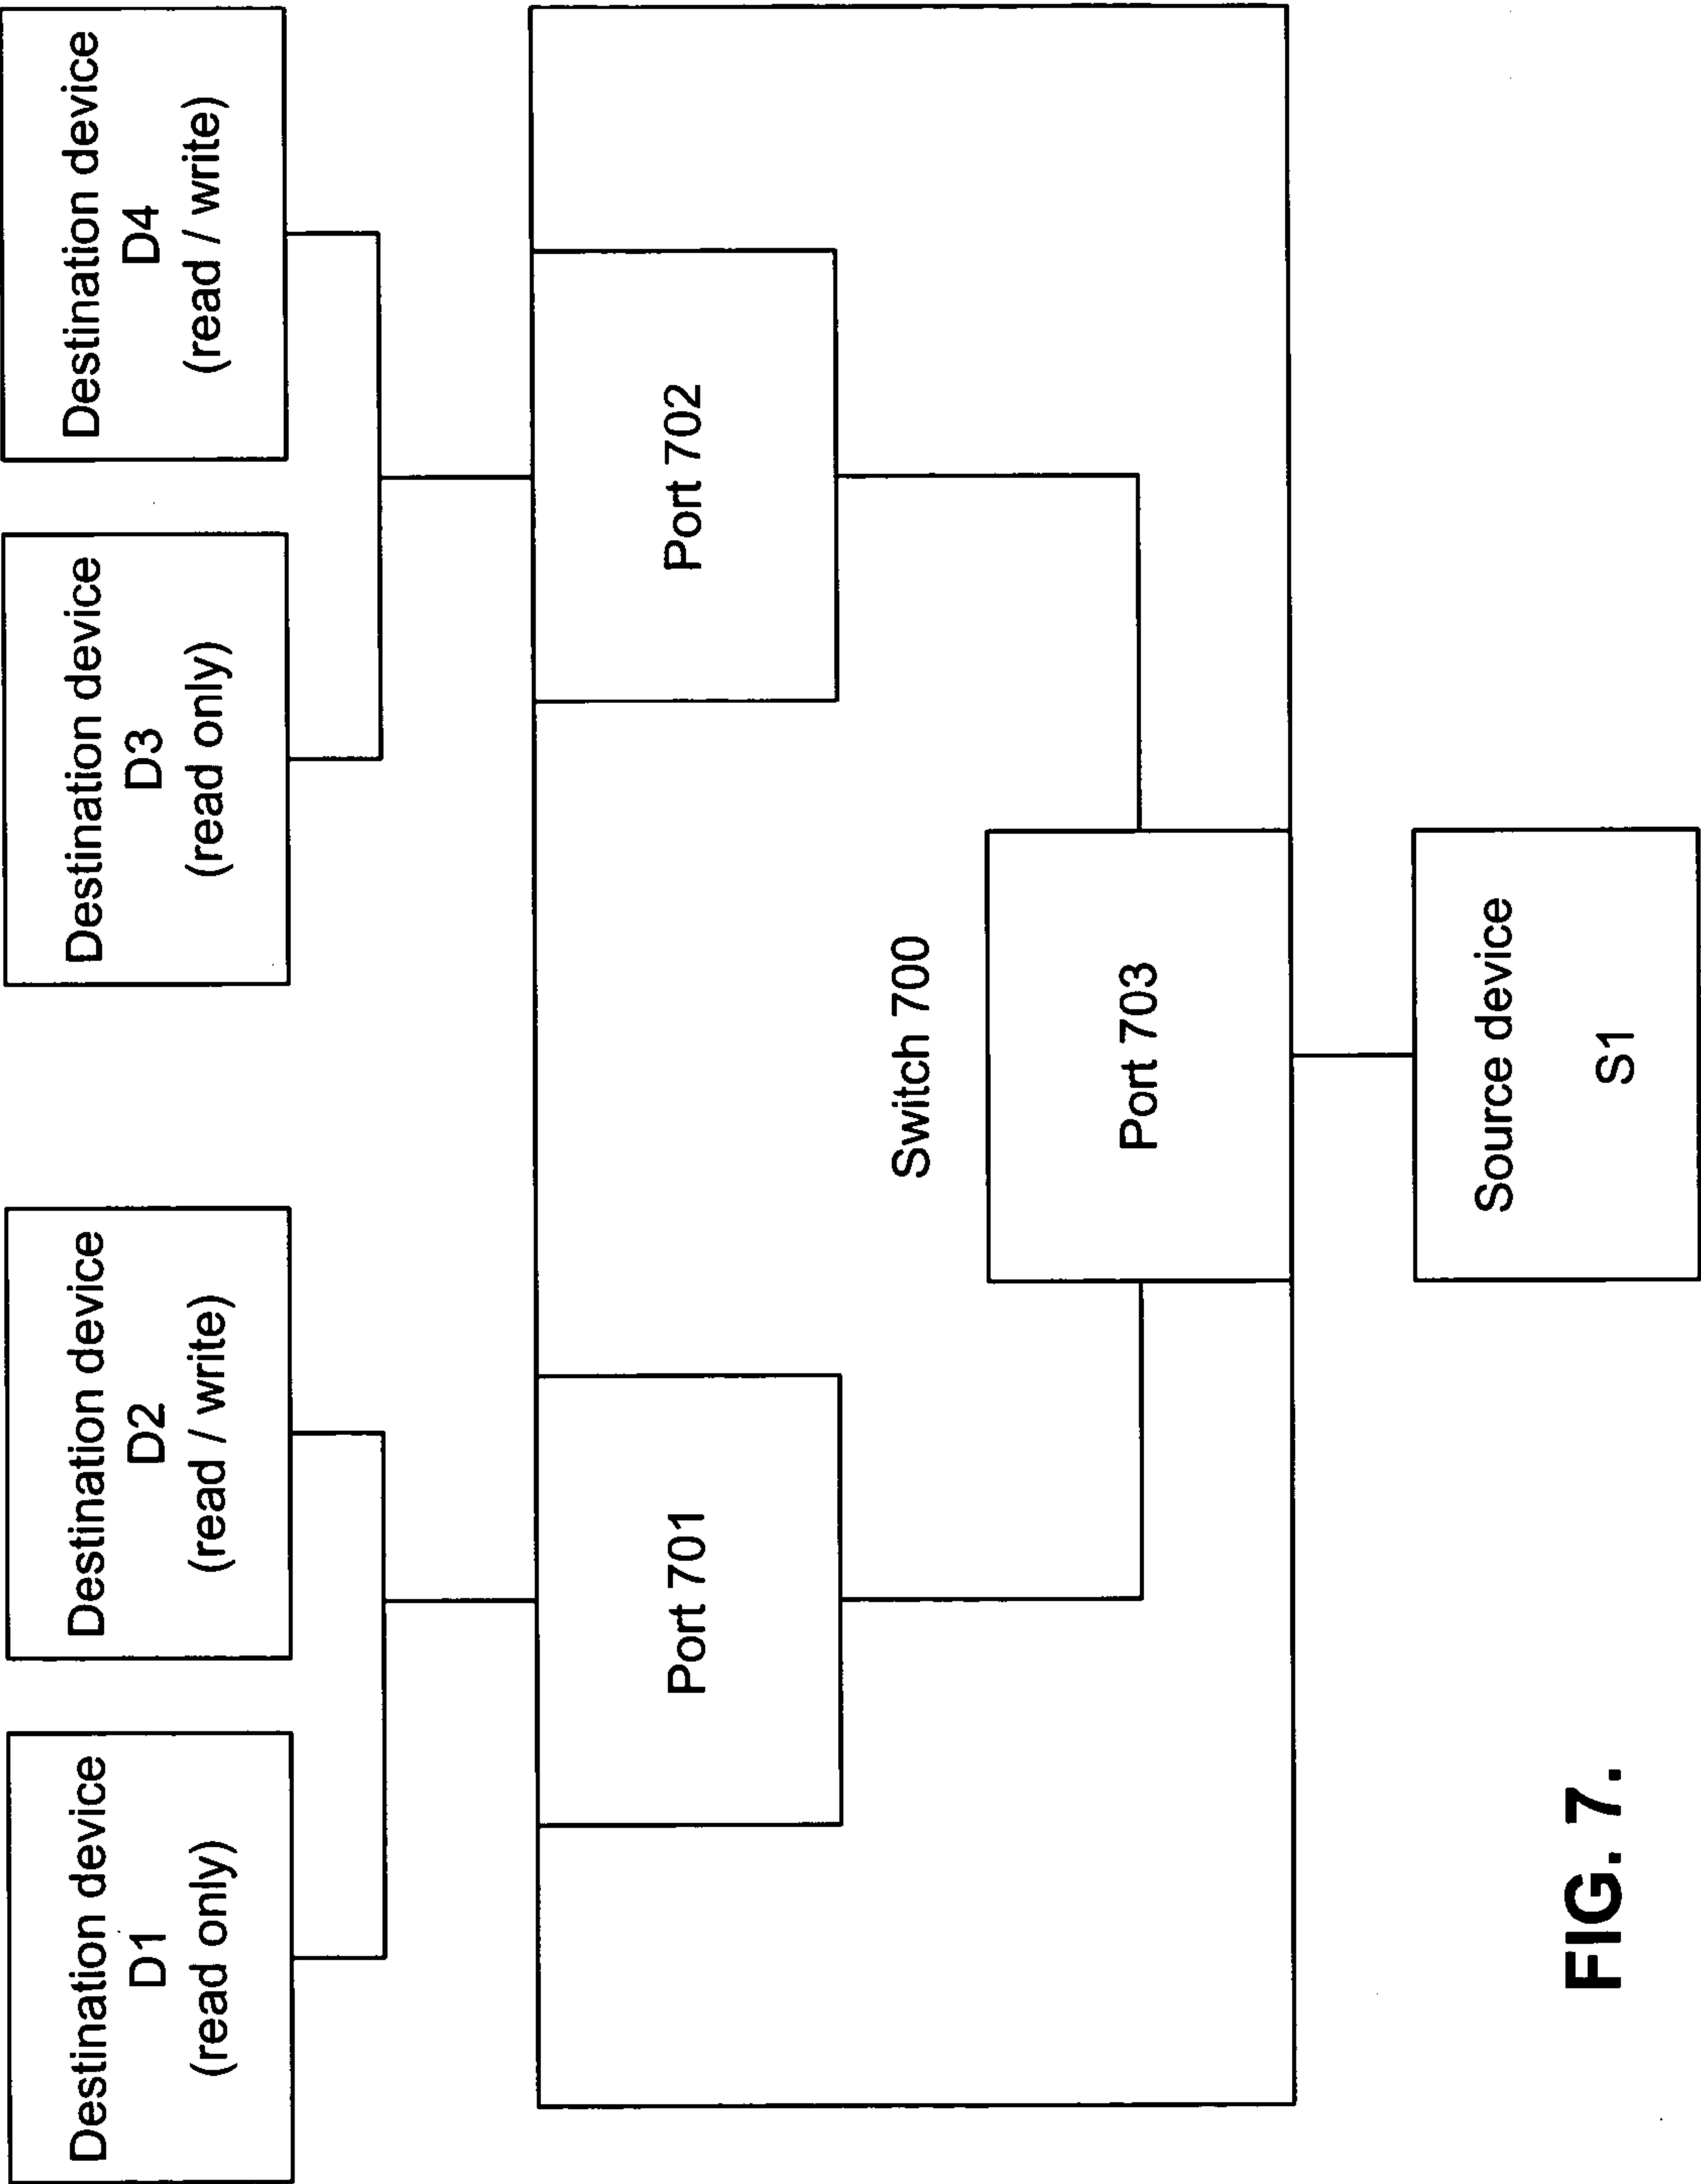 Destination device
D1
(read only)
Destination device
D2
(read / write)
Destination device
D3
(read only)
Destination device
D4
(read / write)
Port 701
Port 702
Switch 700
Port 703
Source device
S1
FIG. 7.